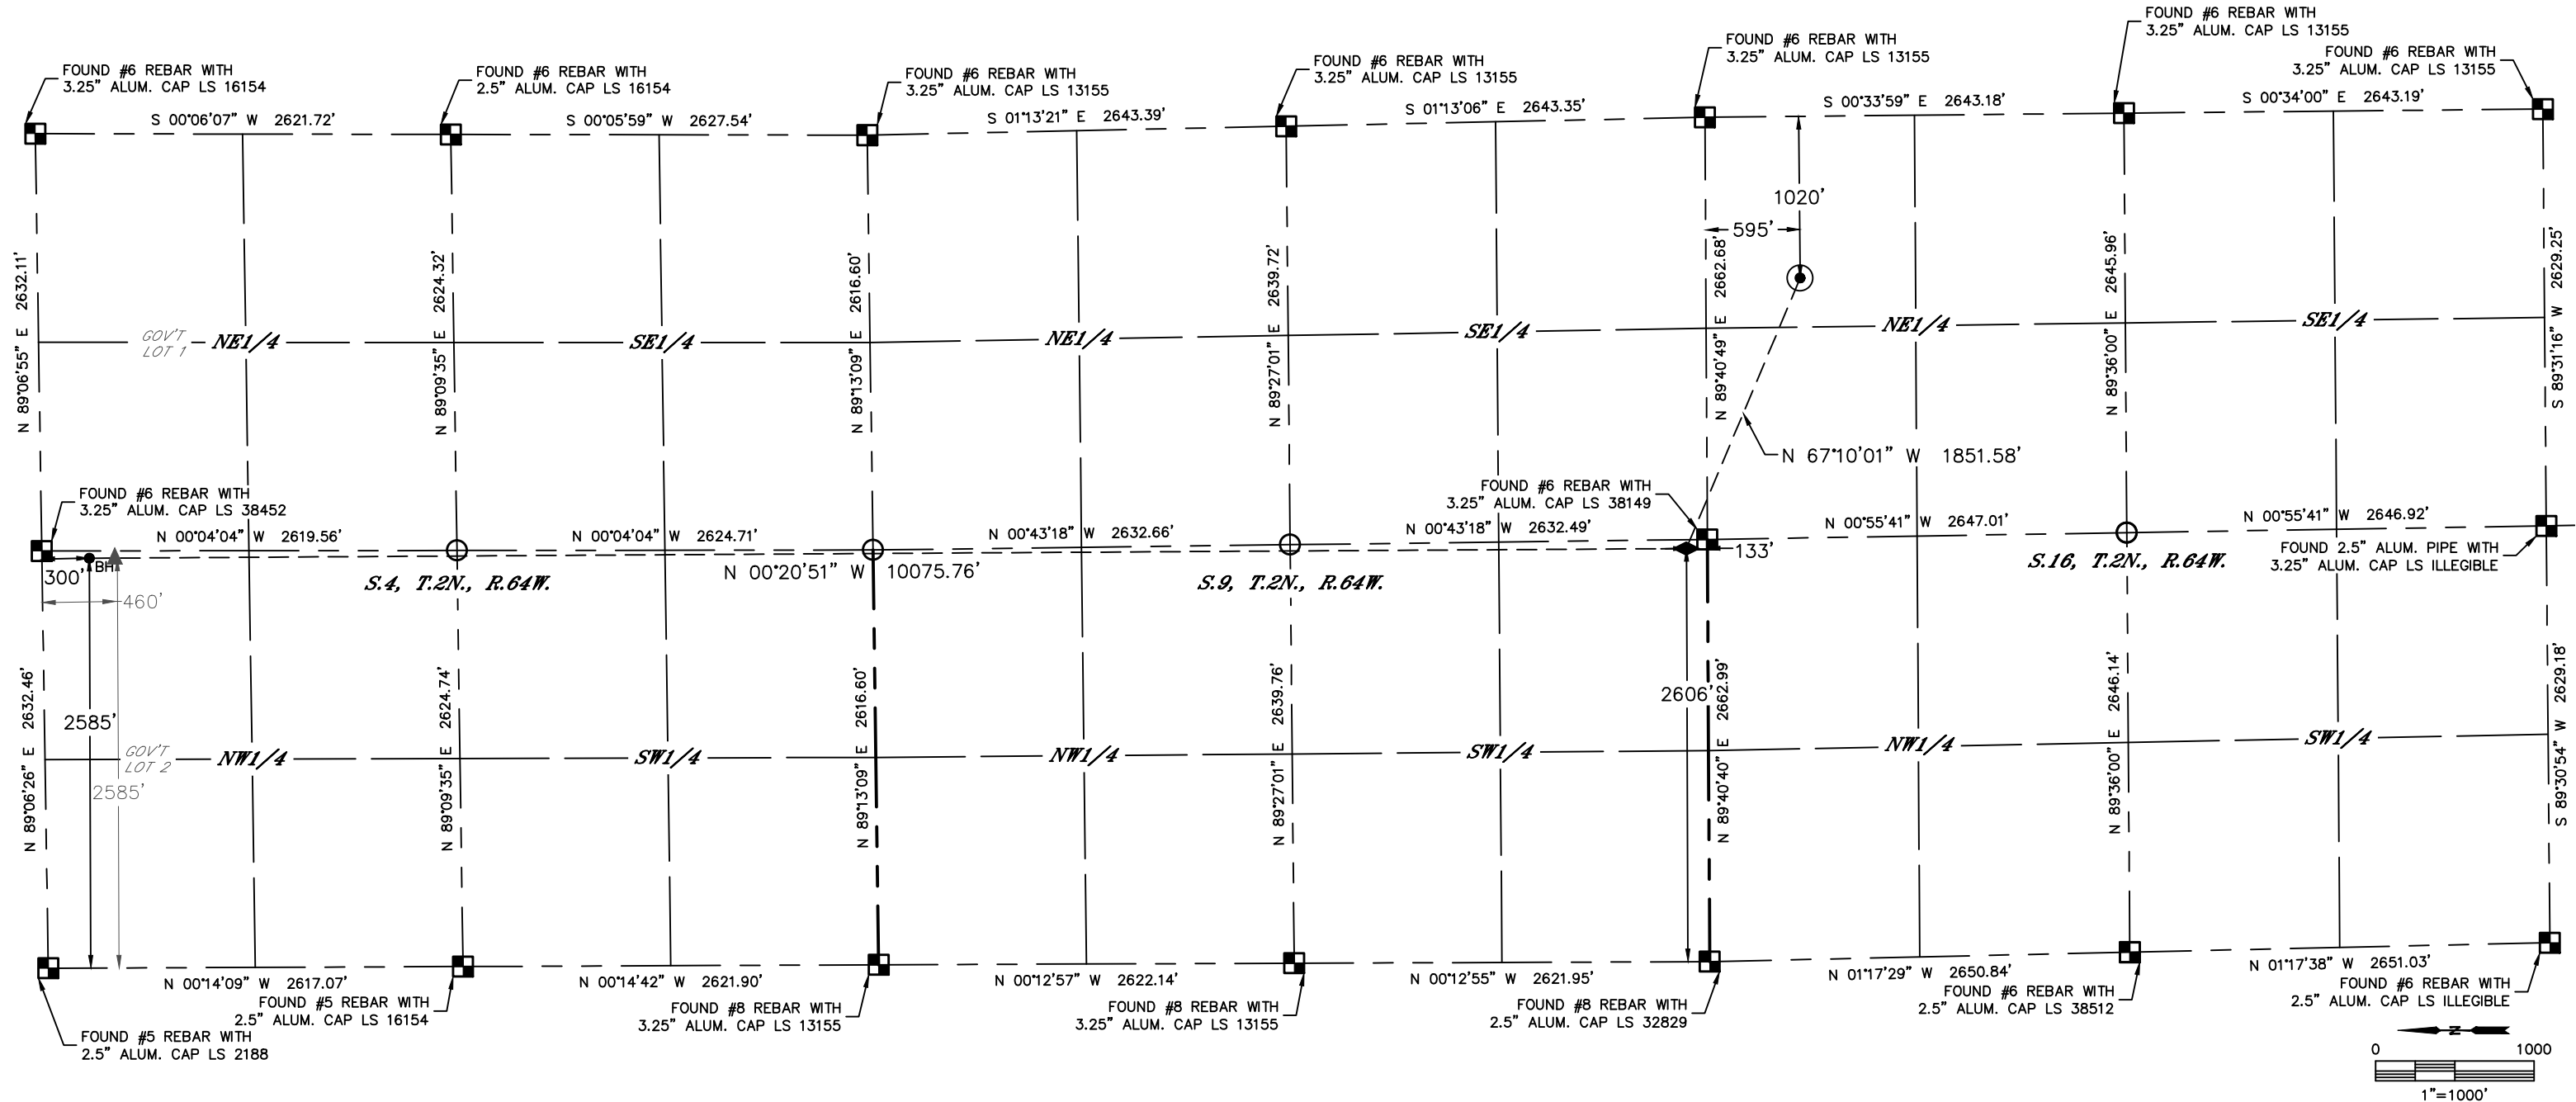 FOUND #6 REBAR WITH
3.25" ALUM. CAP LS 16154
FOUND #6 REBAR WITH
2.5" ALUM. CAP LS 16154
FOUND #6 REBAR WITH
3.25" ALUM. CAP LS 13155
FOUND #6 REBAR WITH
3.25" ALUM. CAP LS 13155
FOUND #6 REBAR WITH
3.25" ALUM. CAP LS 13155
FOUND #6 REBAR WITH
3.25" ALUM. CAP LS 13155
FOUND #6 REBAR WITH
3.25" ALUM. CAP LS 13155
S 00°06'07" W 2621.72'
S 00°05'59" W 2627.54'
S 01°13'21" E 2643.39'
S 01°13'06" E 2643.35'
S 00°33'59" E 2643.18'
S 00°34'00" E 2643.19'
1020'
595'
N 89°06'55" E 2632.11'
N 89°09'35" E 2624.32'
N 89°13'09" E 2616.60'
N 89°27'01" E 2639.72'
N 89°40'49" E 2662.68'
N 89°36'00" E 2645.96'
S 89°31'16" W 2629.25'
GOV'T
LOT 1
NE1/4
SE1/4
NE1/4
SE1/4
NE1/4
SE1/4
N 67°10'01" W 1851.58'
FOUND #6 REBAR WITH
3.25" ALUM. CAP LS 38452
FOUND #6 REBAR WITH
3.25" ALUM. CAP LS 38149
N 00°04'04" W 2619.56'
N 00°04'04" W 2624.71'
N 00°43'18" W 2632.66'
N 00°43'18" W 2632.49'
N 00°55'41" W 2647.01'
N 00°55'41" W 2646.92'
300'
BH
133'
FOUND 2.5" ALUM. PIPE WITH
3.25" ALUM. CAP LS ILLEGIBLE
N 00°20'51" W 10075.76'
S.4, T.2N., R.64W.
S.9, T.2N., R.64W.
S.16, T.2N., R.64W.
460'
2585'
2606'
N 89°06'26" E 2632.46'
N 89°09'35" E 2624.74'
N 89°13'09" E 2616.60'
N 89°27'01" E 2639.76'
N 89°40'40" E 2662.99'
N 89°36'00" E 2646.14'
S 89°30'54" W 2629.18'
GOV'T
LOT 2
NW1/4
SW1/4
NW1/4
SW1/4
NW1/4
SW1/4
2585'
N 00°14'09" W 2617.07'
N 00°14'42" W 2621.90'
N 00°12'57" W 2622.14'
N 00°12'55" W 2621.95'
N 01°17'29" W 2650.84'
N 01°17'38" W 2651.03'
FOUND #5 REBAR WITH
2.5" ALUM. CAP LS 2188
FOUND #5 REBAR WITH
2.5" ALUM. CAP LS 16154
FOUND #8 REBAR WITH
3.25" ALUM. CAP LS 13155
FOUND #8 REBAR WITH
3.25" ALUM. CAP LS 13155
FOUND #8 REBAR WITH
2.5" ALUM. CAP LS 32829
FOUND #6 REBAR WITH
2.5" ALUM. CAP LS 38512
FOUND #6 REBAR WITH
2.5" ALUM. CAP LS ILLEGIBLE
N
0 1000
1"=1000'